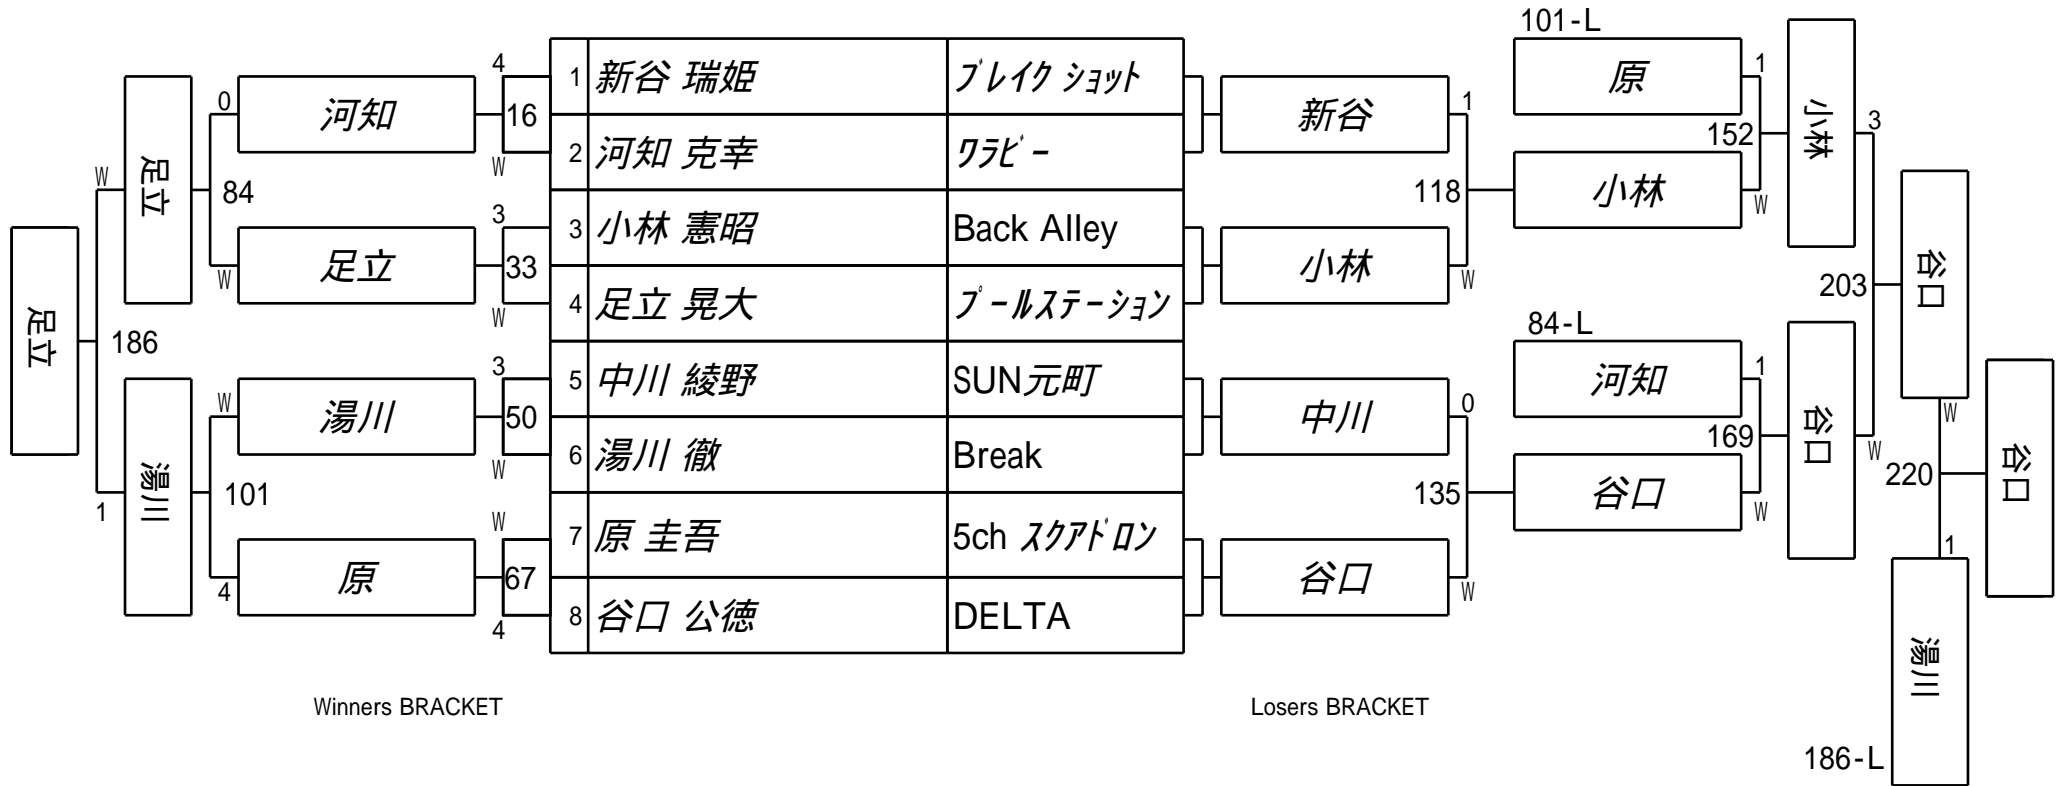 足立
W
186
1
足立
湯川
0
84
W
W
101
4
河知
足立
湯川
原
4
16
W
3
33
W
3
50
W
W
67
4
1 新谷 瑞姫 ブレイク ショット
2 河知 克幸 ワラビー
3 小林 憲昭 Back Alley
4 足立 晃大 プールステーション
5 中川 綾野 SUN元町
6 湯川 徹 Break
7 原 圭吾 5ch スクアドロン
8 谷口 公徳 DELTA
新谷
小林
中川
谷口
1
118
W
0
135
W
101-L
原
小林
84-L
河知
谷口
1
152
W
1
169
W
小林
谷口
3
203
W
谷口
W
220
1
湯川
186-L
谷口
Winners BRACKET
Losers BRACKET